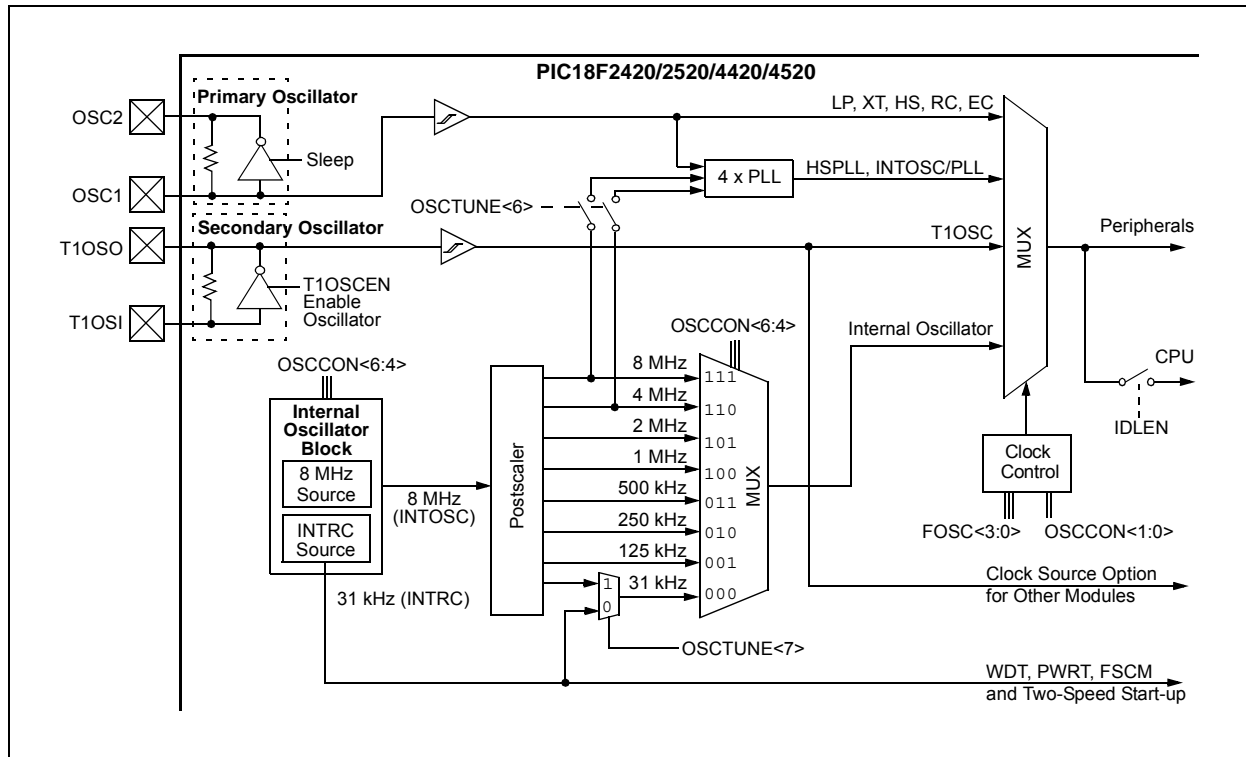 PIC18F2420/2520/4420/4520
Primary Oscillator
OSC2
Sleep
OSC1
LP, XT, HS, RC, EC
4 x PLL
HSPLL, INTOSC/PLL
OSCTUNE<6>
Secondary Oscillator
T1OSO
T1OSCEN
Enable
Oscillator
T1OSI
T1OSC
MUX
Peripherals
Internal Oscillator
CPU
IDLEN
Clock
Control
FOSC<3:0>
OSCCON<1:0>
OSCCON<6:4>
Internal
Oscillator
Block
8 MHz
Source
INTRC
Source
8 MHz
(INTOSC)
31 kHz (INTRC)
Postscaler
OSCCON<6:4>
8 MHz
111
4 MHz
110
2 MHz
101
1 MHz
100
500 kHz
011
250 kHz
010
125 kHz
001
1
0
31 kHz
000
MUX
OSCTUNE<7>
Clock Source Option
for Other Modules
WDT, PWRT, FSCM
and Two-Speed Start-up